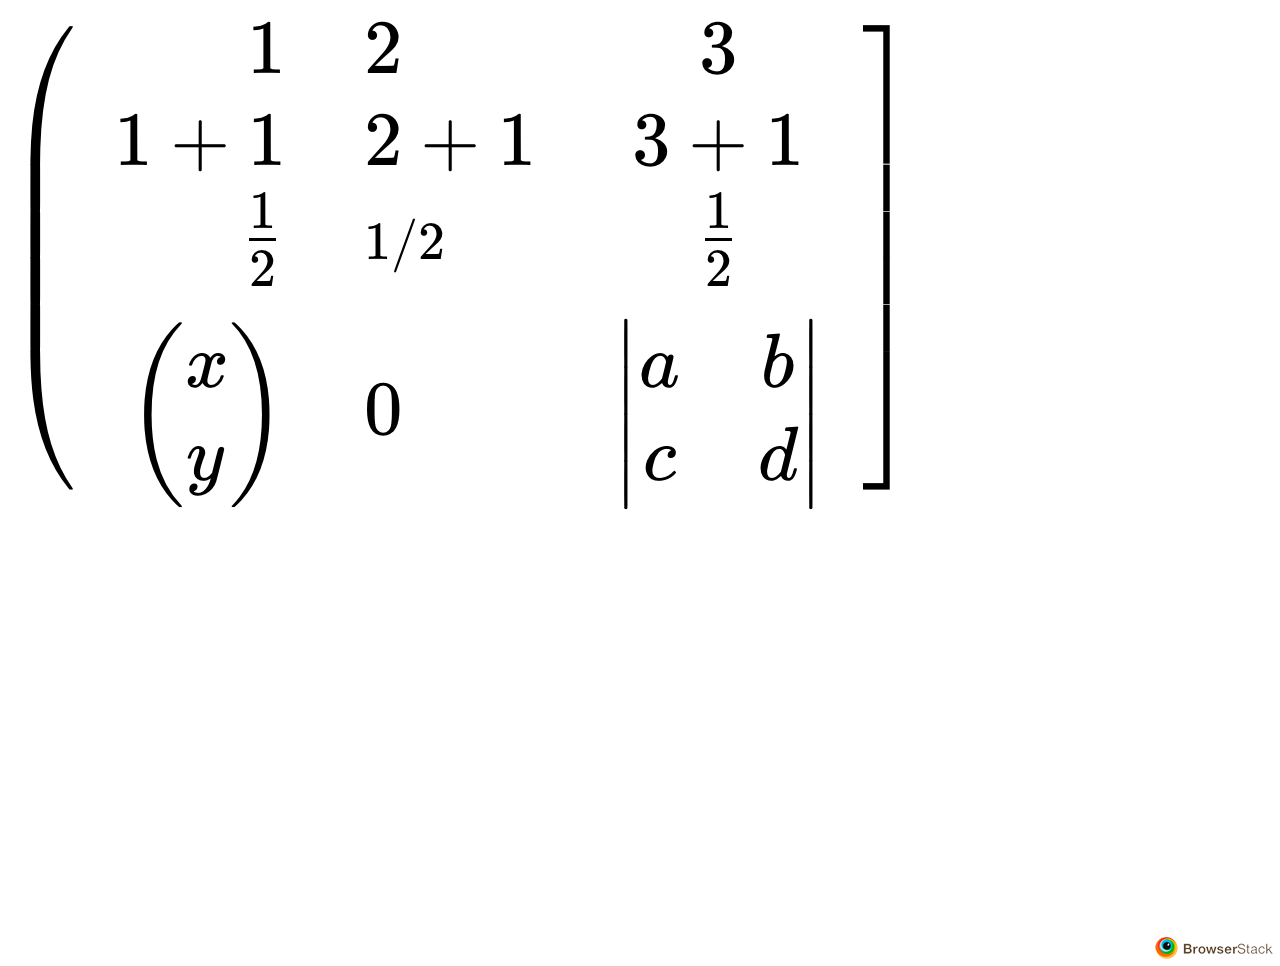 ( 1 2 3 ]
1 + 1 2 + 1 3 + 1
1/2 1/2 1/2
(x y) 0 |a b
c d|
BrowserStack